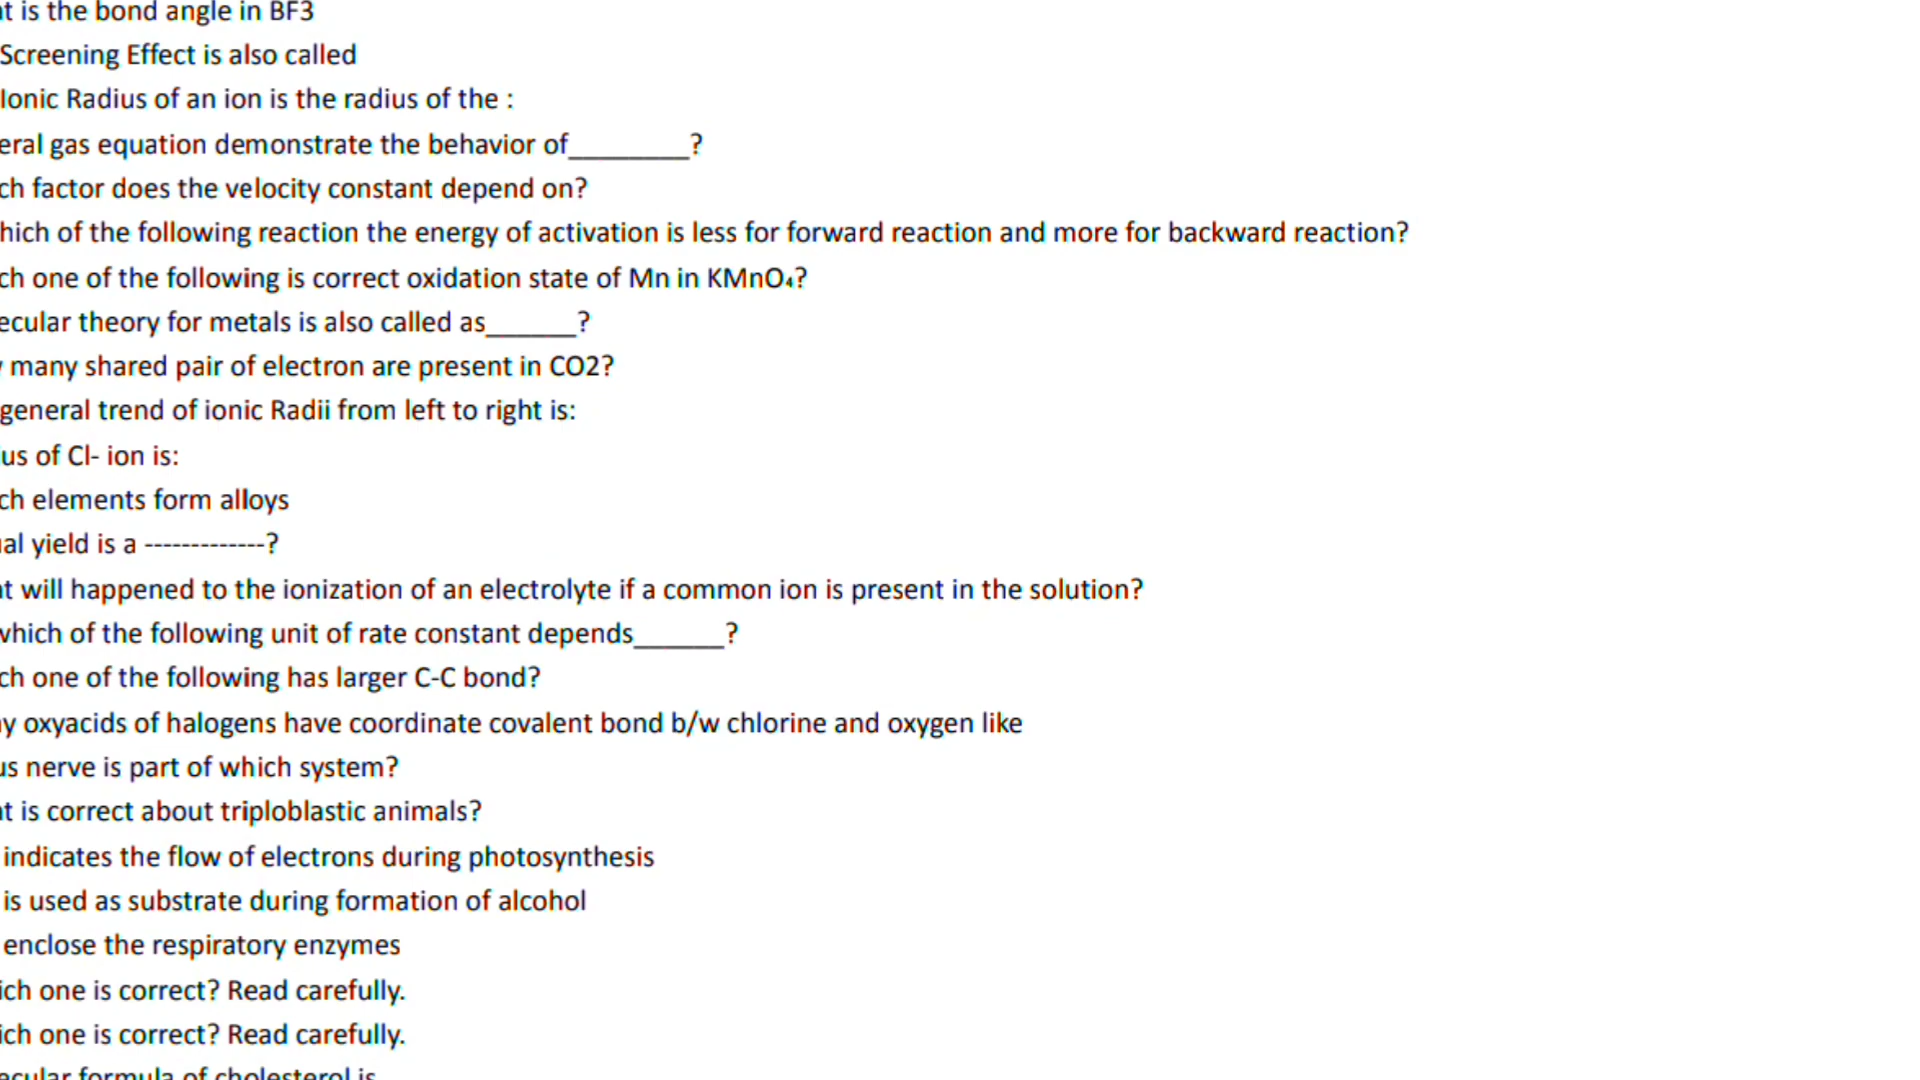 t is the bond angle in BF3
Screening Effect is also called
Ionic Radius of an ion is the radius of the :
eral gas equation demonstrate the behavior of________?
ch factor does the velocity constant depend on?
hich of the following reaction the energy of activation is less for forward reaction and more for backward reaction?
ch one of the following is correct oxidation state of Mn in KMnO₄?
ecular theory for metals is also called as______?
many shared pair of electron are present in CO2?
general trend of ionic Radii from left to right is:
us of Cl- ion is:
ch elements form alloys
al yield is a -------------?
t will happened to the ionization of an electrolyte if a common ion is present in the solution?
which of the following unit of rate constant depends______?
ch one of the following has larger C-C bond?
y oxyacids of halogens have coordinate covalent bond b/w chlorine and oxygen like
us nerve is part of which system?
t is correct about triploblastic animals?
indicates the flow of electrons during photosynthesis
is used as substrate during formation of alcohol
enclose the respiratory enzymes
ich one is correct? Read carefully.
ich one is correct? Read carefully.
ecular formula of cholesterol is